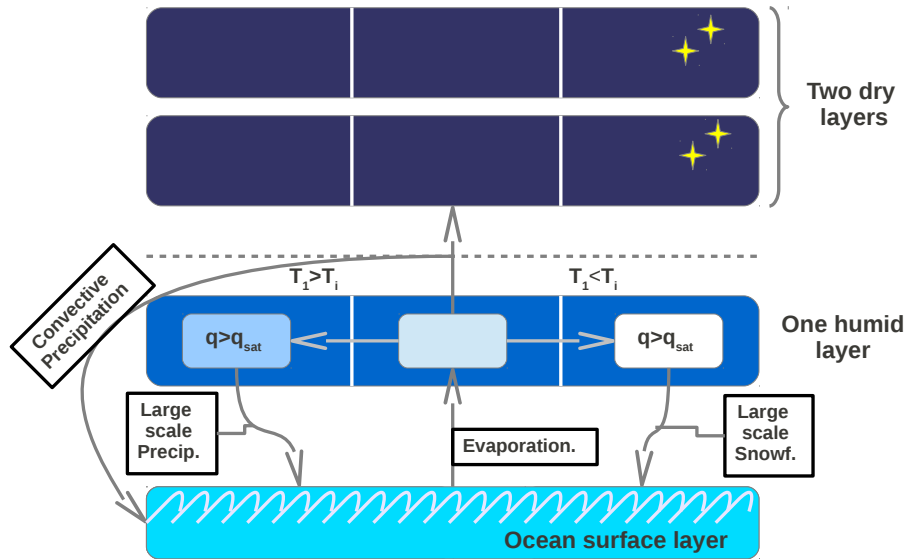 Two dry
layers
Convective
Precipitation
T₁>Tᵢ
T₁<Tᵢ
q>qsat
q>qsat
One humid
layer
Large
scale
Precip.
Evaporation.
Large
scale
Snowf.
Ocean surface layer